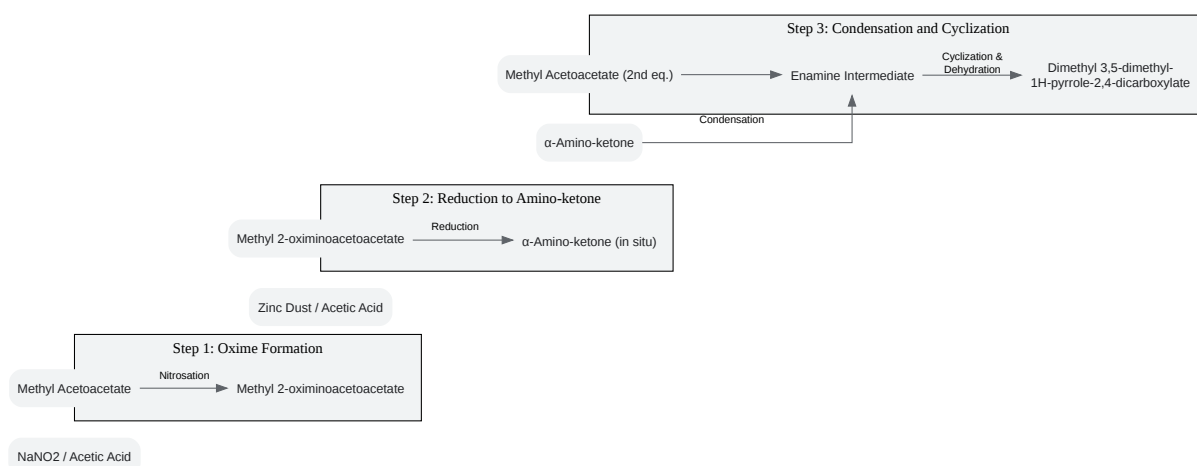 Step 3: Condensation and Cyclization
Methyl Acetoacetate (2nd eq.)
Enamine Intermediate
Cyclization &
Dehydration
Dimethyl 3,5-dimethyl-
1H-pyrrole-2,4-dicarboxylate
Condensation
α-Amino-ketone
Step 2: Reduction to Amino-ketone
Methyl 2-oximinoacetoacetate
Reduction
α-Amino-ketone (in situ)
Zinc Dust / Acetic Acid
Step 1: Oxime Formation
Methyl Acetoacetate
Nitrosation
Methyl 2-oximinoacetoacetate
NaNO2 / Acetic Acid